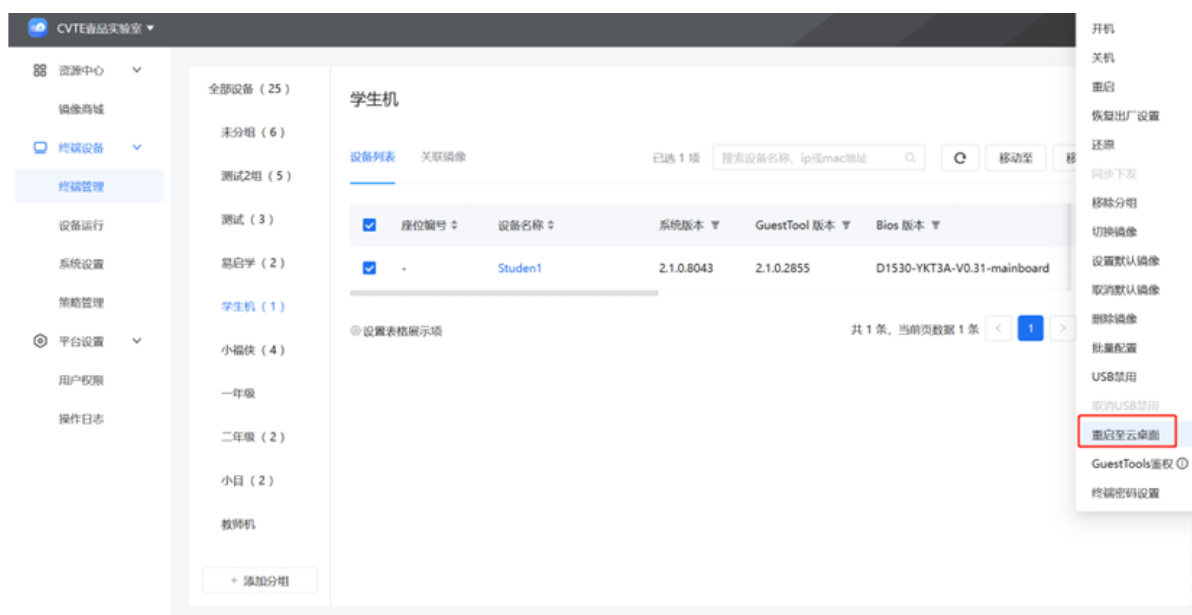 CVTE壹品实验室
资源中心
镜像商城
终端设备
终端管理
设备运行
系统设置
策略管理
平台设置
用户权限
操作日志
全部设备（25）
未分组（6）
测试2组（5）
测试（3）
易启学（2）
学生机（1）
小福侠（4）
一年级
二年级（2）
小目（2）
教师机
+ 添加分组
学生机
设备列表 关联镜像
已选 1 项 搜索设备名称、ip或mac地址 移动至 移
座位编号 设备名称 系统版本 GuestTool 版本 Bios 版本
- Studen1 2.1.0.8043 2.1.0.2855 D1530-YKT3A-V0.31-mainboard
设置表格展示项
共 1 条，当前页数据 1 条 < 1 >
开机
关机
重启
恢复出厂设置
还原
同步下发
移除分组
切换镜像
设置默认镜像
取消默认镜像
删除镜像
批量配置
USB禁用
取消USB禁用
重启至云桌面
GuestTools鉴权
终端密码设置